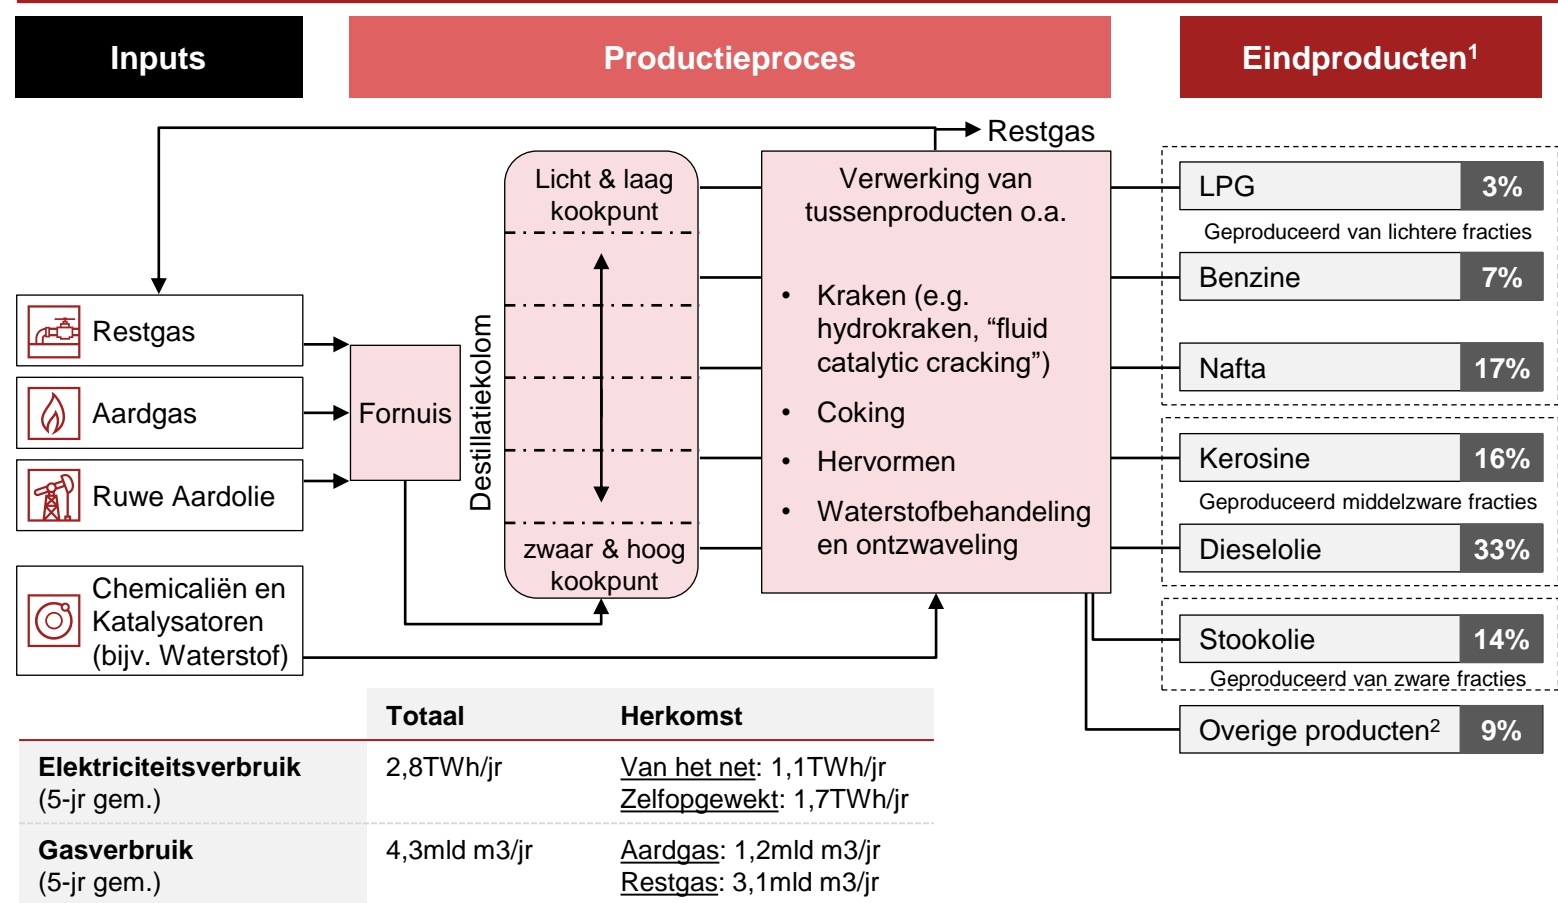 Inputs
Productieproces
Eindproducten¹
Restgas
Restgas
Aardgas
Ruwe Aardolie
Chemicaliën en
Katalysatoren
(bijv. Waterstof)
Fornuis
Destillatiekolom
Licht & laag
kookpunt
zwaar & hoog
kookpunt
Verwerking van
tussenproducten o.a.
• Kraken (e.g.
hydrokraken, “fluid
catalytic cracking”)
• Coking
• Hervormen
• Waterstofbehandeling
en ontzwaveling
LPG 3%
Geproduceerd van lichtere fracties
Benzine 7%
Nafta 17%
Kerosine 16%
Geproduceerd middelzware fracties
Dieselolie 33%
Stookolie 14%
Geproduceerd van zware fracties
Overige producten² 9%
Totaal Herkomst
Elektriciteitsverbruik 2,8TWh/jr Van het net: 1,1TWh/jr
(5-jr gem.) Zelfopgewekt: 1,7TWh/jr
Gasverbruik 4,3mld m3/jr Aardgas: 1,2mld m3/jr
(5-jr gem.) Restgas: 3,1mld m3/jr